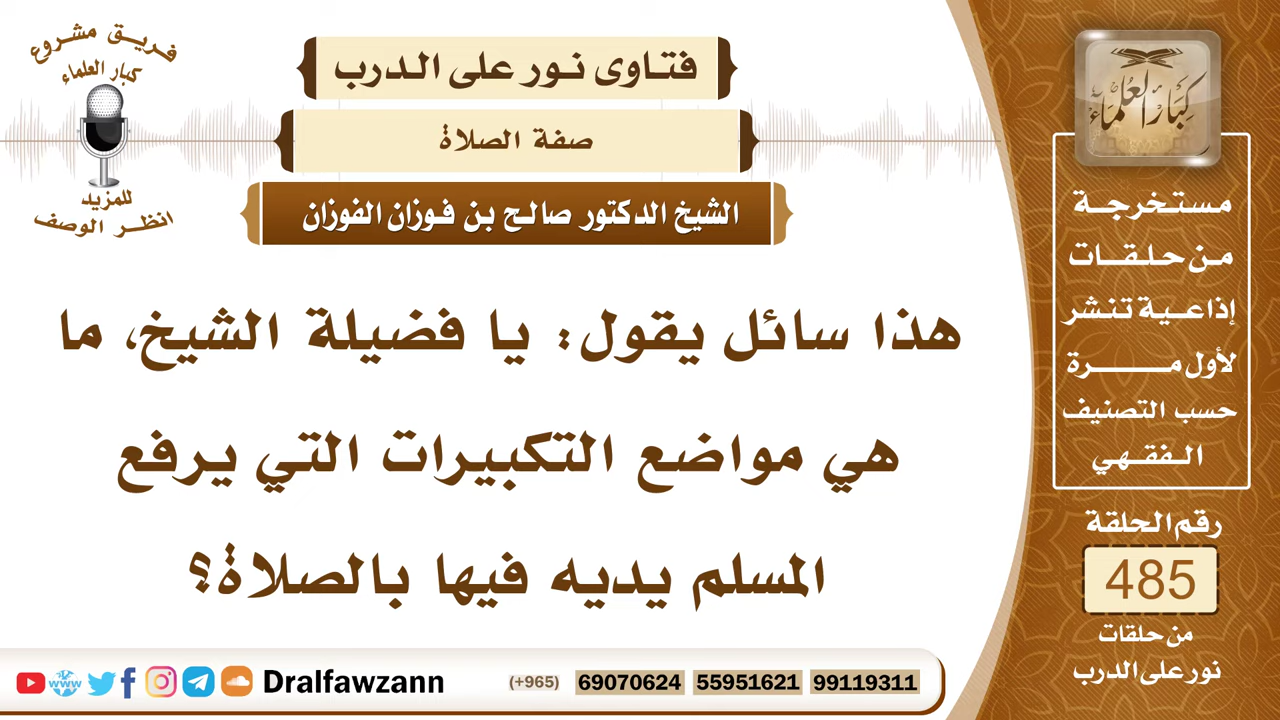 فريق مشروع
كبار العلماء
للمزيد
انظر الوصف
فتاوى نور على الدرب
صفة الصلاة
الشيخ الدكتور صالح بن فوزان الفوزان
هذا سائل يقول: يا فضيلة الشيخ، ما
هي مواضع التكبيرات التي يرفع
المسلم يديه فيها بالصلاة؟
كبار العلماء
مستخرجة
من حلقات
إذاعية تنشر
لأول مرة
حسب التصنيف
الفقهي
رقم الحلقة
485
من حلقات
نور على الدرب
www Dralfawzann (+965) 69070624 55951621 99119311